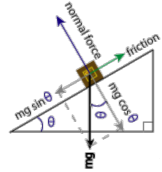 normal force
friction
mg sinθ
mg cosθ
θ
θ
mg